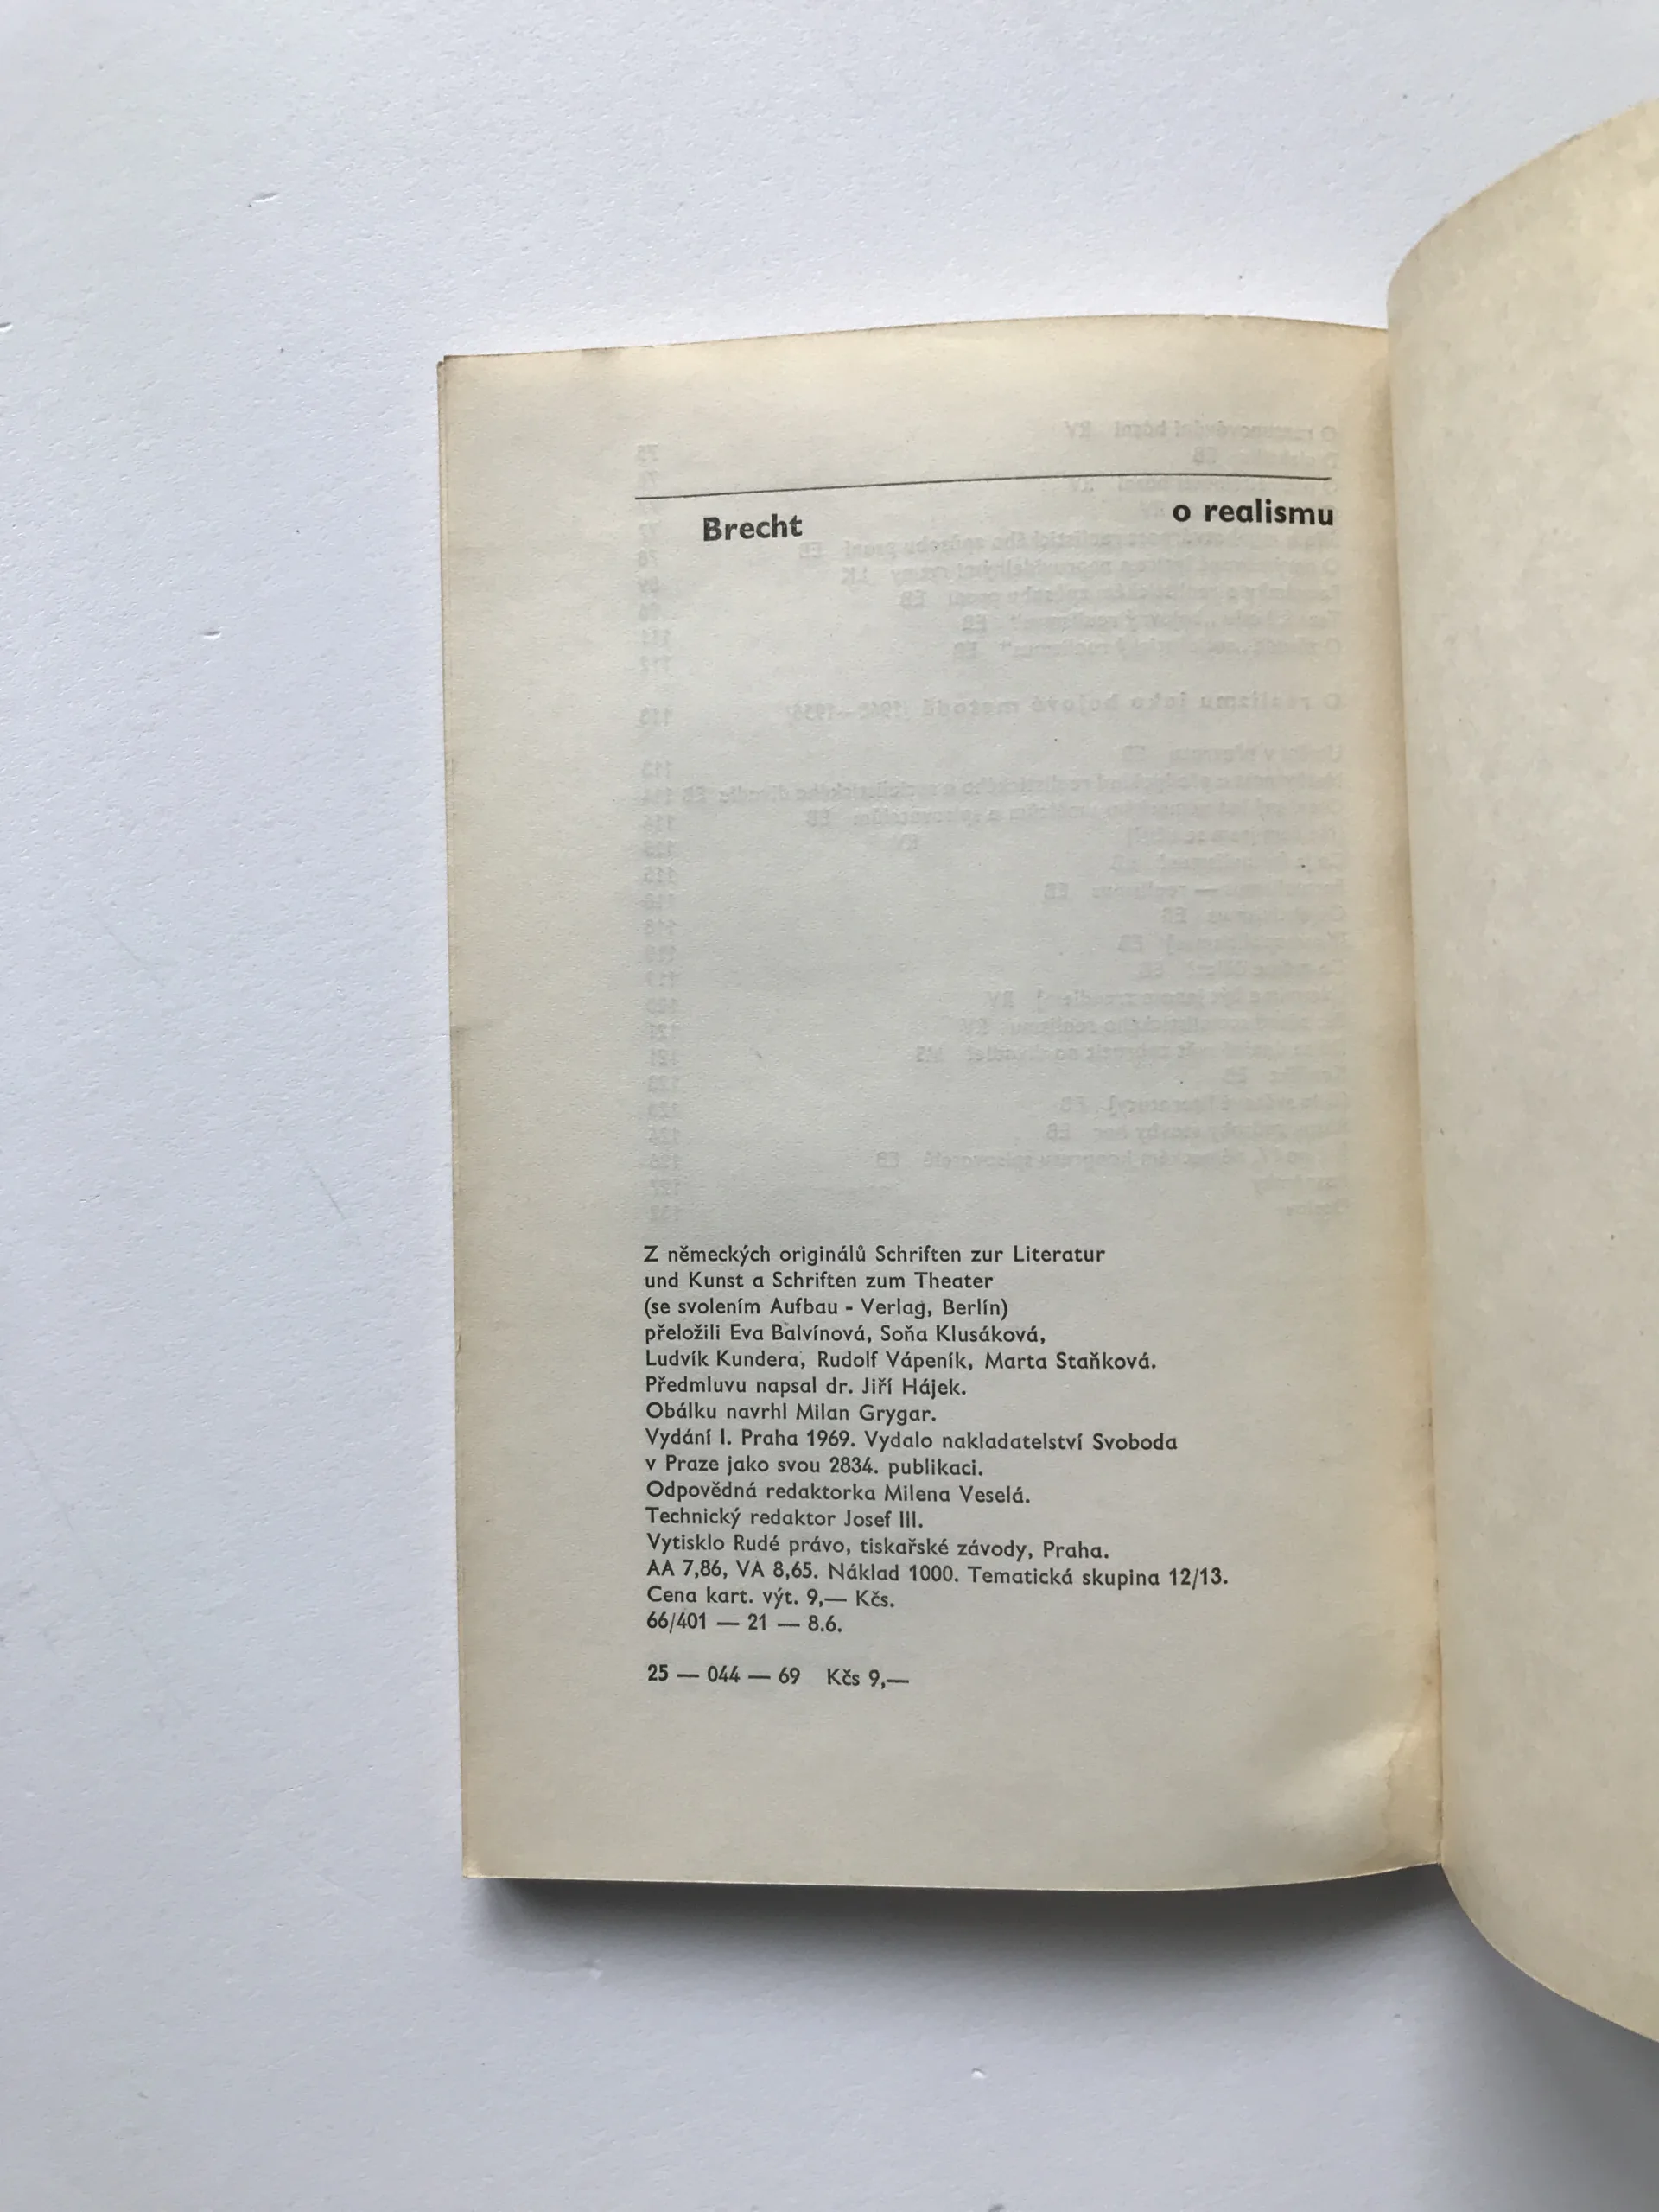 Brecht o realismu
Z německých originálů Schriften zur Literatur
und Kunst a Schriften zum Theater
(se svolením Aufbau - Verlag, Berlín)
přeložili Eva Balvínová, Soňa Klusáková,
Ludvík Kundera, Rudolf Vápeník, Marta Staňková.
Předmluvu napsal dr. Jiří Hájek.
Obálku navrhl Milan Grygar.
Vydání I. Praha 1969. Vydalo nakladatelství Svoboda
v Praze jako svou 2834. publikaci.
Odpovědná redaktorka Milena Veselá.
Technický redaktor Josef Ill.
Vytisklo Rudé právo, tiskařské závody, Praha.
AA 7,86, VA 8,65. Náklad 1000. Tematická skupina 12/13.
Cena kart. výt. 9,— Kčs.
66/401 — 21 — 8.6.
25 — 044 — 69 Kčs 9,—